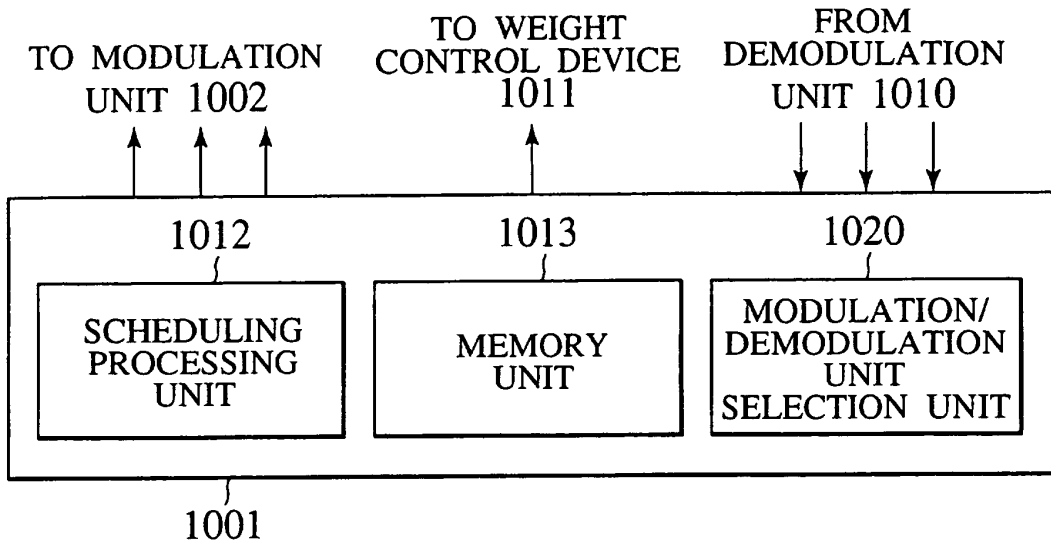 TO MODULATION
UNIT 1002
TO WEIGHT
CONTROL DEVICE
1011
FROM
DEMODULATION
UNIT 1010
1012
1013
1020
SCHEDULING
PROCESSING
UNIT
MEMORY
UNIT
MODULATION/
DEMODULATION
UNIT
SELECTION UNIT
1001